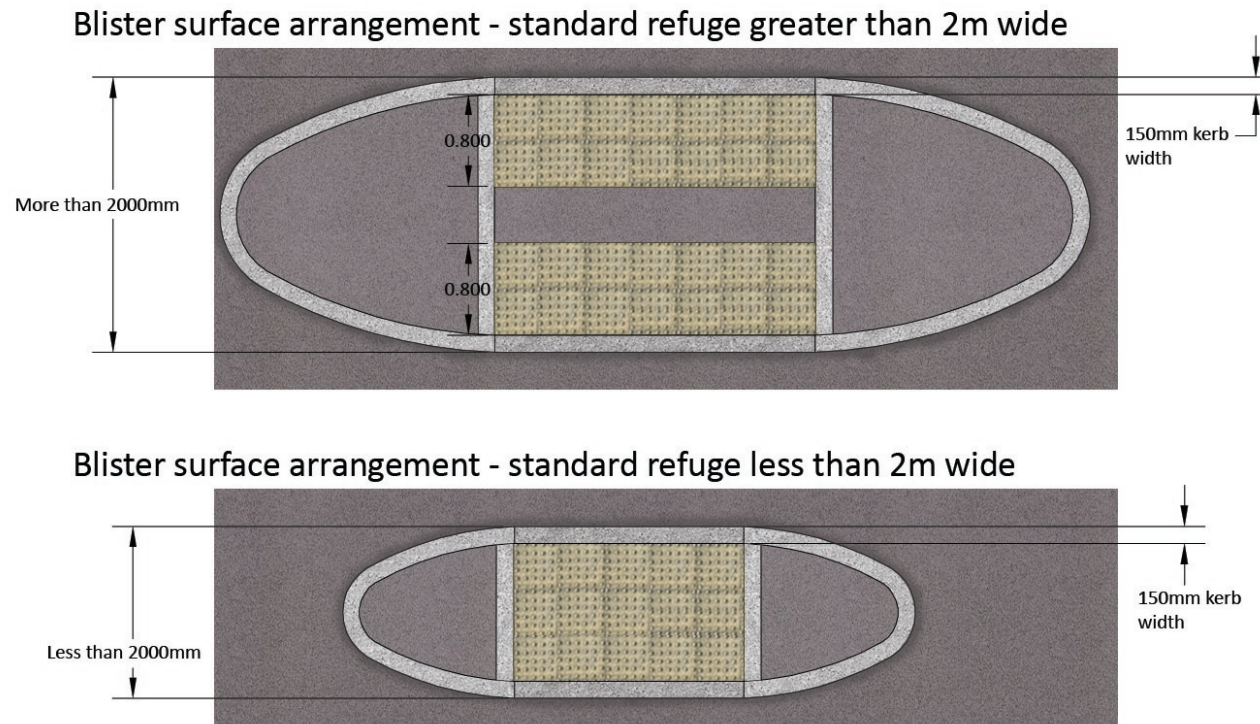 Blister surface arrangement - standard refuge greater than 2m wide
0.800
150mm kerb
width
More than 2000mm
0.800
Blister surface arrangement - standard refuge less than 2m wide
150mm kerb
width
Less than 2000mm